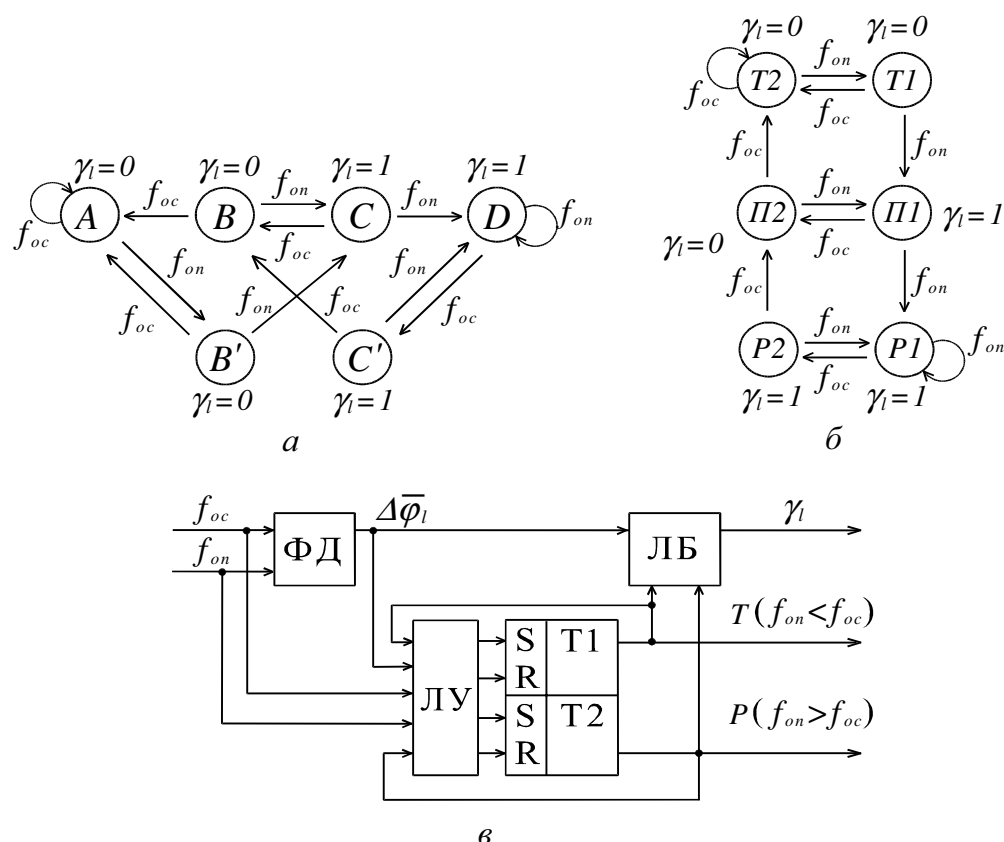 γl=0 γl=0
fоп
T2 T1
fос fос
fос fоп
γl=0 γl=0 γl=1 γl=1
fос fоп fоп
A B C D
fос fос fоп
fоп fоп
fоп fос
fос fос
B' C'
γl=0 γl=1
а
fоп
П2 П1
γl=1
γl=0 fос
fос fоп
fоп
P2 P1
fоп
fос
γl=1 γl=1
б
fос Δφ̅l γl
fоп
ФД ЛБ
T(fоп<fос)
S T1
R
ЛУ
S T2
R
P(fоп>fос)
в